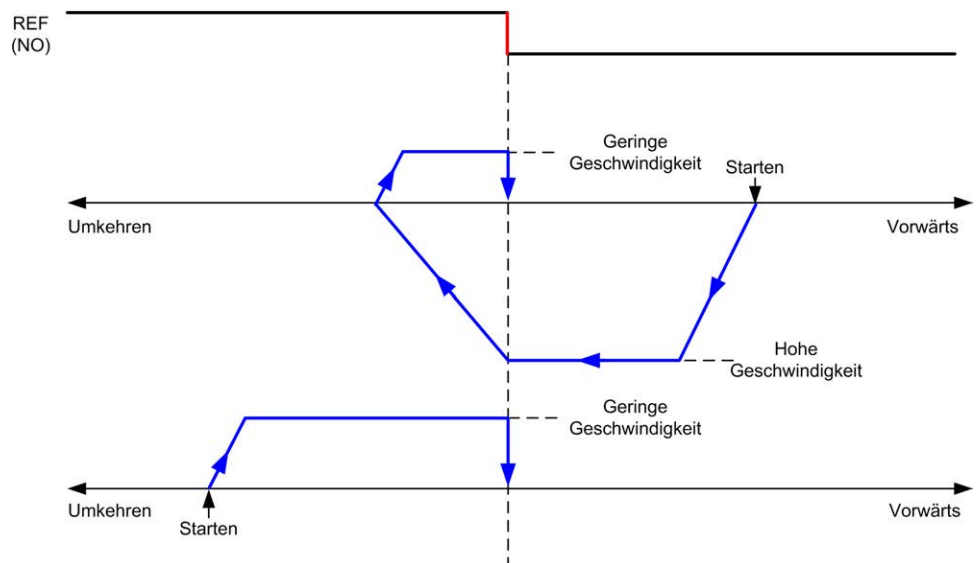 REF
(NO)
Geringe
Geschwindigkeit
Starten
Umkehren
Vorwärts
Hohe
Geschwindigkeit
Geringe
Geschwindigkeit
Umkehren
Vorwärts
Starten